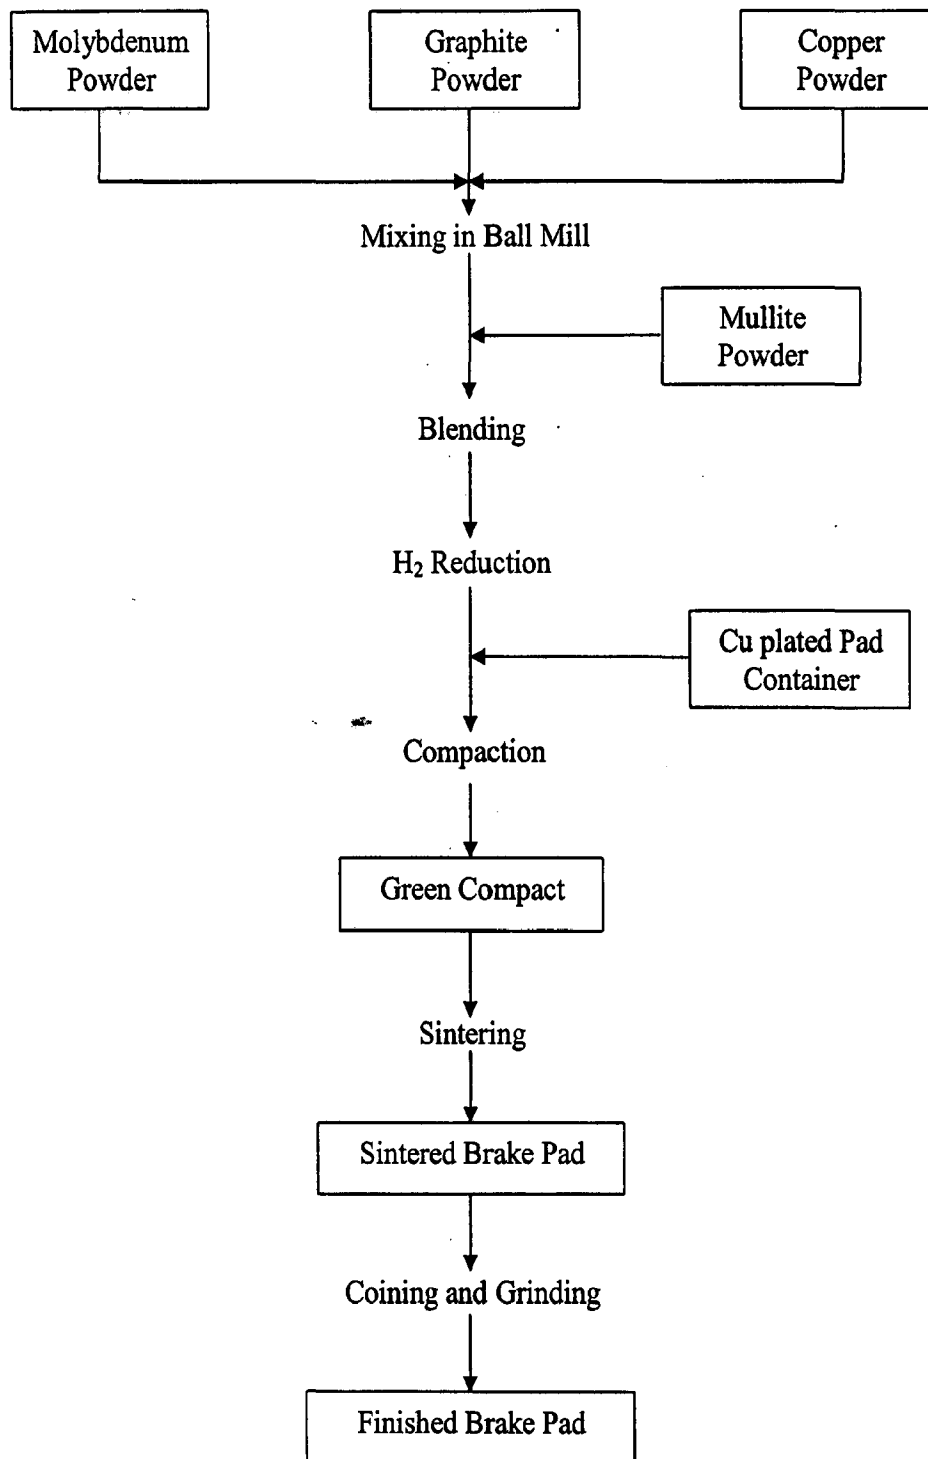 Molybdenum
Powder
Graphite
Powder
Copper
Powder
Mixing in Ball Mill
Mullite
Powder
Blending
H₂ Reduction
Cu plated Pad
Container
Compaction
Green Compact
Sintering
Sintered Brake Pad
Coining and Grinding
Finished Brake Pad